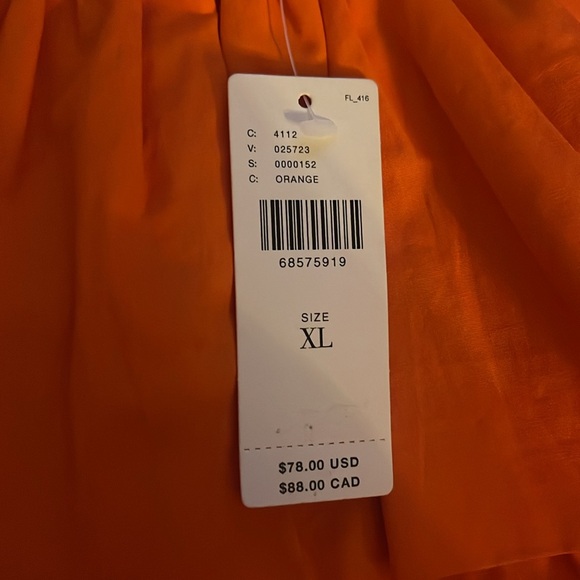 FL_416
C: 4112
V: 025723
S: 0000152
C: ORANGE
68575919
SIZE
XL
$78.00 USD
$88.00 CAD